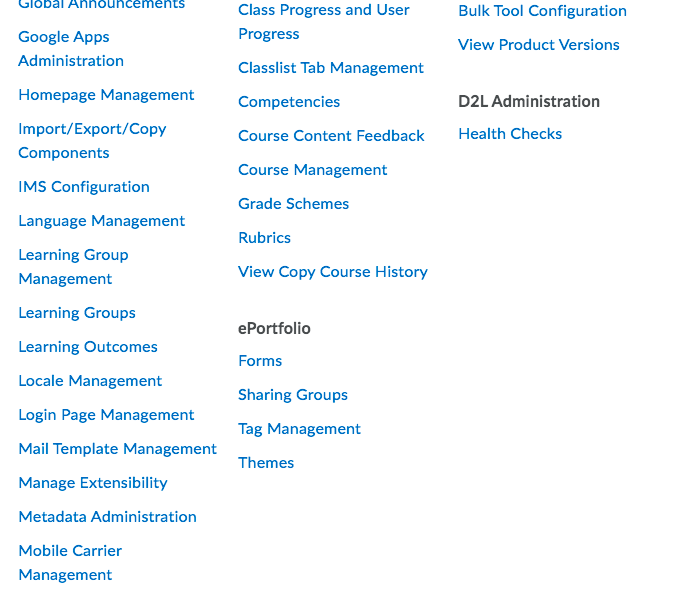 Global Announcements
Google Apps
Administration
Homepage Management
Import/Export/Copy
Components
IMS Configuration
Language Management
Learning Group
Management
Learning Groups
Learning Outcomes
Locale Management
Login Page Management
Mail Template Management
Manage Extensibility
Metadata Administration
Mobile Carrier
Management
Class Progress and User
Progress
Classlist Tab Management
Competencies
Course Content Feedback
Course Management
Grade Schemes
Rubrics
View Copy Course History
ePortfolio
Forms
Sharing Groups
Tag Management
Themes
Bulk Tool Configuration
View Product Versions
D2L Administration
Health Checks